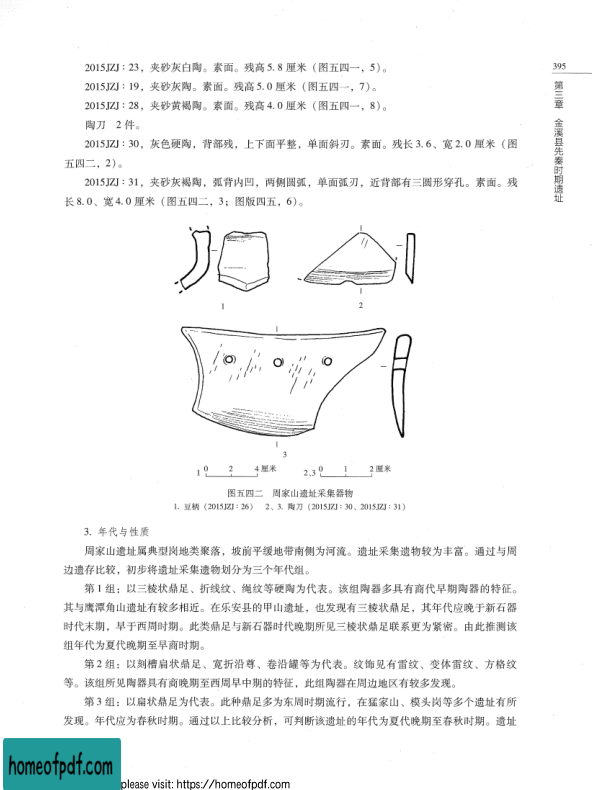 2015JZJ：23，夹砂灰白陶。素面。残高5.8厘米（图五四一，5）。
2015JZJ：19，夹砂灰陶。素面。残高5.0厘米（图五四一，7）。
2015JZJ：28，夹砂黄褐陶。素面。残高4.0厘米（图五四一，8）。
陶刀 2件。
2015JZJ：30，灰色硬陶，背部残，上下面平整，单面斜刃。素面。残长3.6、宽2.0厘米（图
五四二，2）。
2015JZJ：31，夹砂灰褐陶，弧背内凹，两侧圆弧，单面弧刃，近背部有三圆形穿孔。素面。残
长8.0、宽4.0厘米（图五四二，3；图版四五，6）。
395
第三章 金溪县先秦时期遗址
1
2
3
1 0 2 4厘米
2、3 0 1 2厘米
图五四二 周家山遗址采集器物
1. 豆柄（2015JZJ：26） 2、3. 陶刀（2015JZJ：30、2015JZJ：31）
3. 年代与性质
周家山遗址属典型岗地类聚落，坡前平缓地带南侧为河流。遗址采集遗物较为丰富。通过与周
边遗存比较，初步将遗址采集遗物划分为三个年代组。
第1组：以三棱状鼎足、折线纹、绳纹等硬陶为代表。该组陶器多具有商代早期陶器的特征。
其与鹰潭角山遗址有较多相近。在乐安县的甲山遗址，也发现有三棱状鼎足，其年代应晚于新石器
时代末期，早于西周时期。此类鼎足与新石器时代晚期所见三棱状鼎足联系更为紧密。由此推测该
组年代为夏代晚期至早商时期。
第2组：以刻槽扁状鼎足、宽折沿尊、卷沿罐等为代表。纹饰见有雷纹、变体雷纹、方格纹
等。该组所见陶器具有商晚期至西周早中期的特征，此组陶器在周边地区有较多发现。
第3组：以扁状鼎足为代表。此种鼎足多为东周时期流行，在猛家山、模头岗等多个遗址有所
发现。年代应为春秋时期。通过以上比较分析，可判断该遗址的年代为夏代晚期至春秋时期。遗址
homeofpdf.com
please visit: https://homeofpdf.com